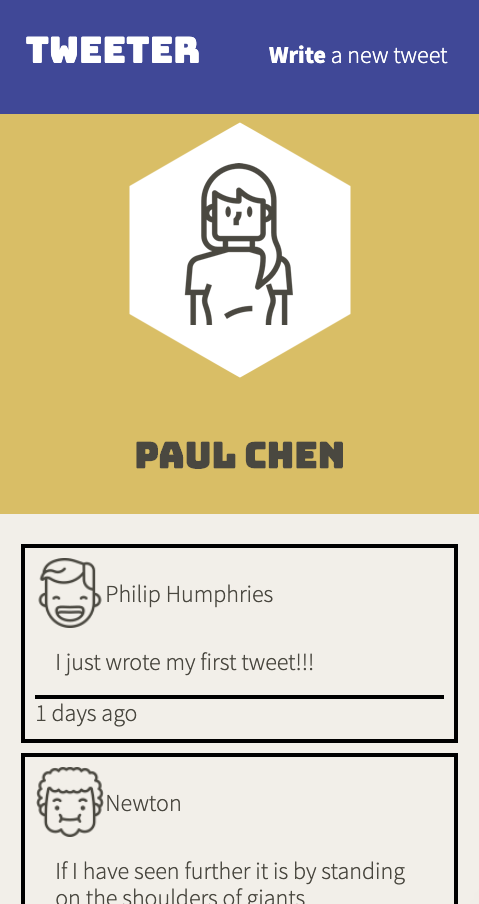 TWEETER
Write a new tweet
PAUL CHEN
Philip Humphries
I just wrote my first tweet!!!
1 days ago
Newton
If I have seen further it is by standing
on the shoulders of giants